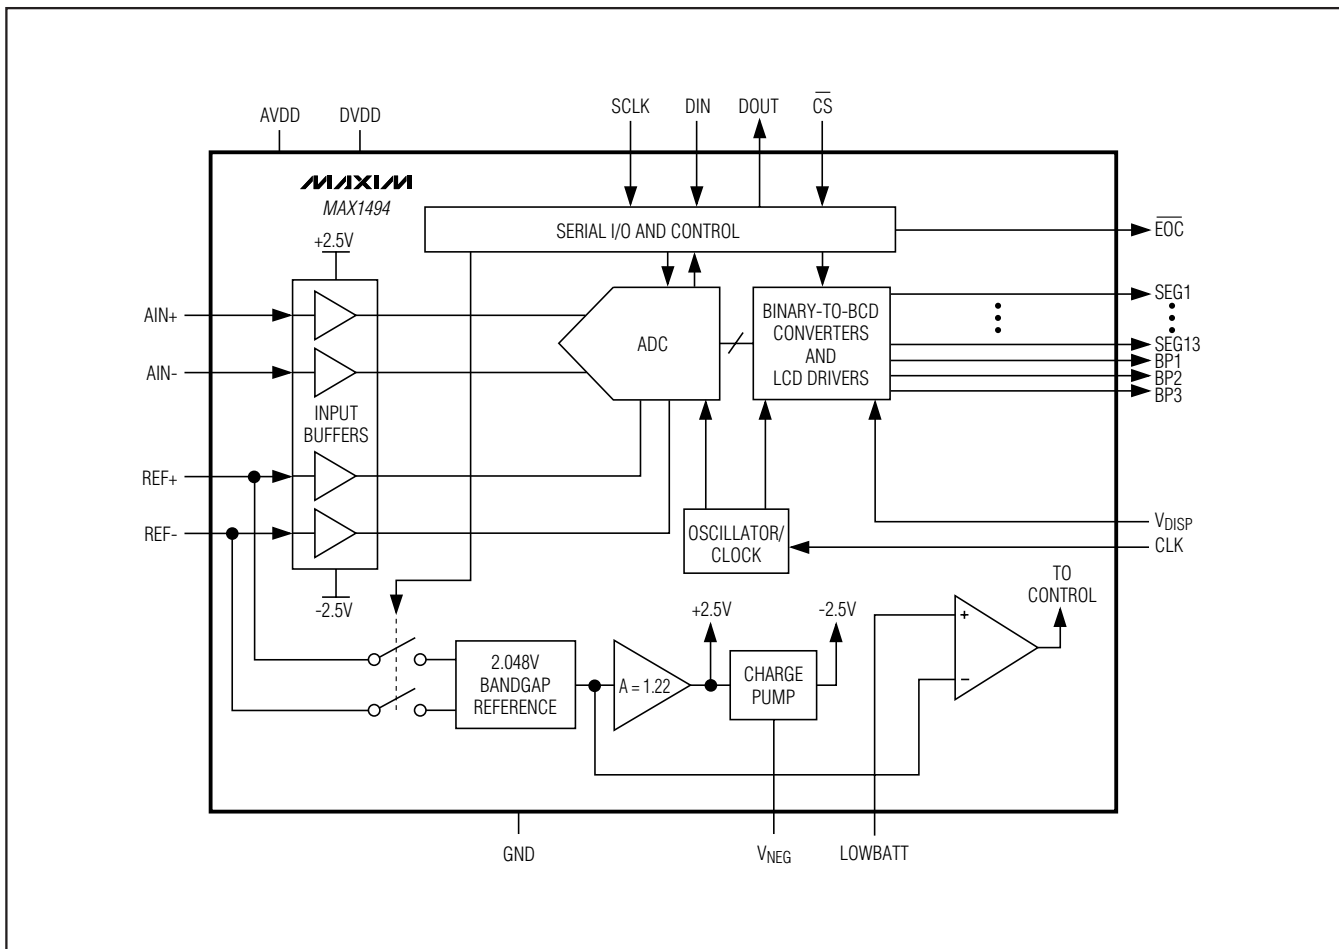 SCLK DIN DOUT C̅S̅
AVDD DVDD
MAXIM
MAX1494
+2.5V
SERIAL I/O AND CONTROL
E̅O̅C̅
AIN+
AIN-
REF+
REF-
INPUT
BUFFERS
-2.5V
ADC
BINARY-TO-BCD
CONVERTERS
AND
LCD DRIVERS
SEG1
SEG13
BP1
BP2
BP3
OSCILLATOR/
CLOCK
VDISP
CLK
2.048V
BANDGAP
REFERENCE
A = 1.22
+2.5V
CHARGE
PUMP
-2.5V
+
−
TO
CONTROL
GND
VNEG
LOWBATT